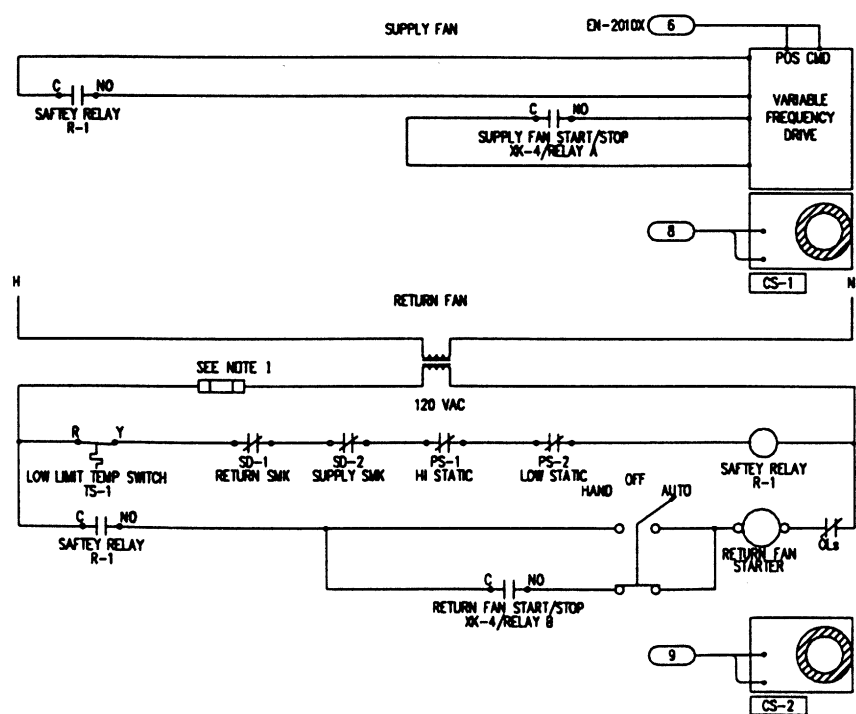 SUPPLY FAN
EN-201DX 6
POS CMD
VARIABLE
FREQUENCY
DRIVE
C NO
SAFTEY RELAY
R-1
C NO
SUPPLY FAN START/STOP
XK-4/RELAY A
8
CS-1
H
N
RETURN FAN
SEE NOTE 1
120 VAC
R Y
LOW LIMIT TEMP SWITCH
TS-1
SD-1
RETURN SMK
SD-2
SUPPLY SMK
PS-1
HI STATIC
PS-2
LOW STATIC
SAFTEY RELAY
R-1
HAND OFF AUTO
C NO
SAFTEY RELAY
R-1
RETURN FAN
STARTER
OLs
C NO
RETURN FAN START/STOP
XK-4/RELAY B
9
CS-2